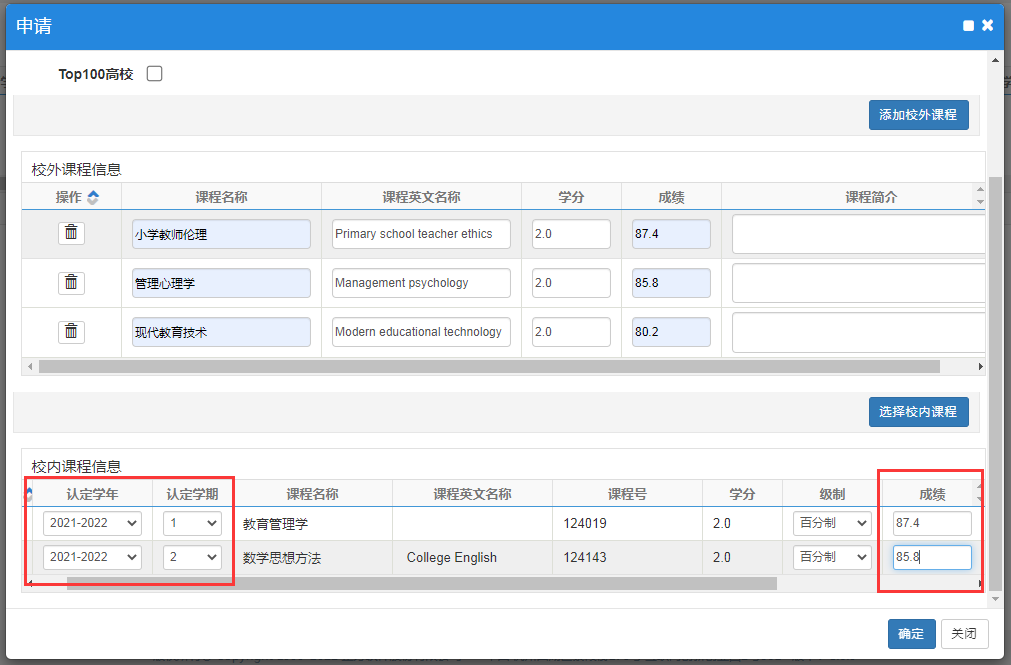 申请
Top100高校
添加校外课程
校外课程信息
操作 课程名称 课程英文名称 学分 成绩 课程简介
小学教师伦理 Primary school teacher ethics 2.0 87.4
管理心理学 Management psychology 2.0 85.8
现代教育技术 Modern educational technology 2.0 80.2
选择校内课程
校内课程信息
认定学年 认定学期 课程名称 课程英文名称 课程号 学分 级制 成绩
2021-2022 1 教育管理学 124019 2.0 百分制 87.4
2021-2022 2 数学思想方法 College English 124143 2.0 百分制 85.8
确定 关闭